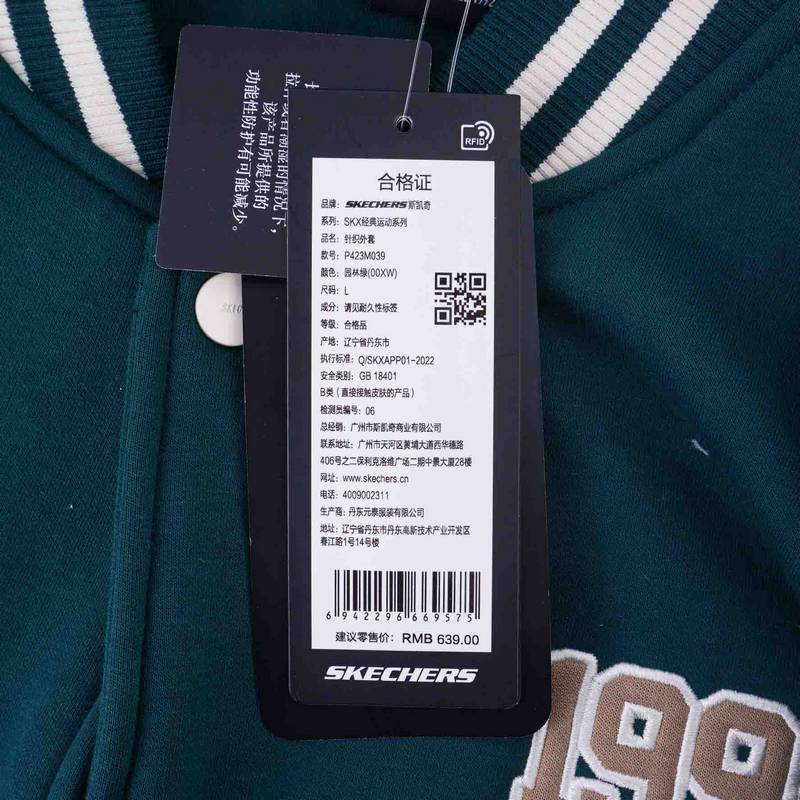 拉
情况下,
该产品所提供的
功能性防护有可能减少。
RFID
合格证
品牌: SKECHERS 斯凯奇
系列: SKX经典运动系列
品名: 针织外套
款号: P423M039
颜色: 园林绿(00XW)
尺码: L
成分: 请见耐久性标签
等级: 合格品
产地: 辽宁省丹东市
执行标准: Q/SKXAPP01-2022
安全类别: GB 18401
B类 (直接接触皮肤的产品)
检测员编号: 06
总经销: 广州市斯凯奇商业有限公司
联系地址: 广州市天河区黄埔大道西华穗路
406号之二保利克洛维广场二期中景大厦28楼
网址: www.skechers.cn
电话: 4009002311
生产商: 丹东元泰服装有限公司
地址: 辽宁省丹东市丹东高新技术产业开发区
春江路1号14号楼
6942296669575
建议零售价: RMB 639.00
SKECHERS
199